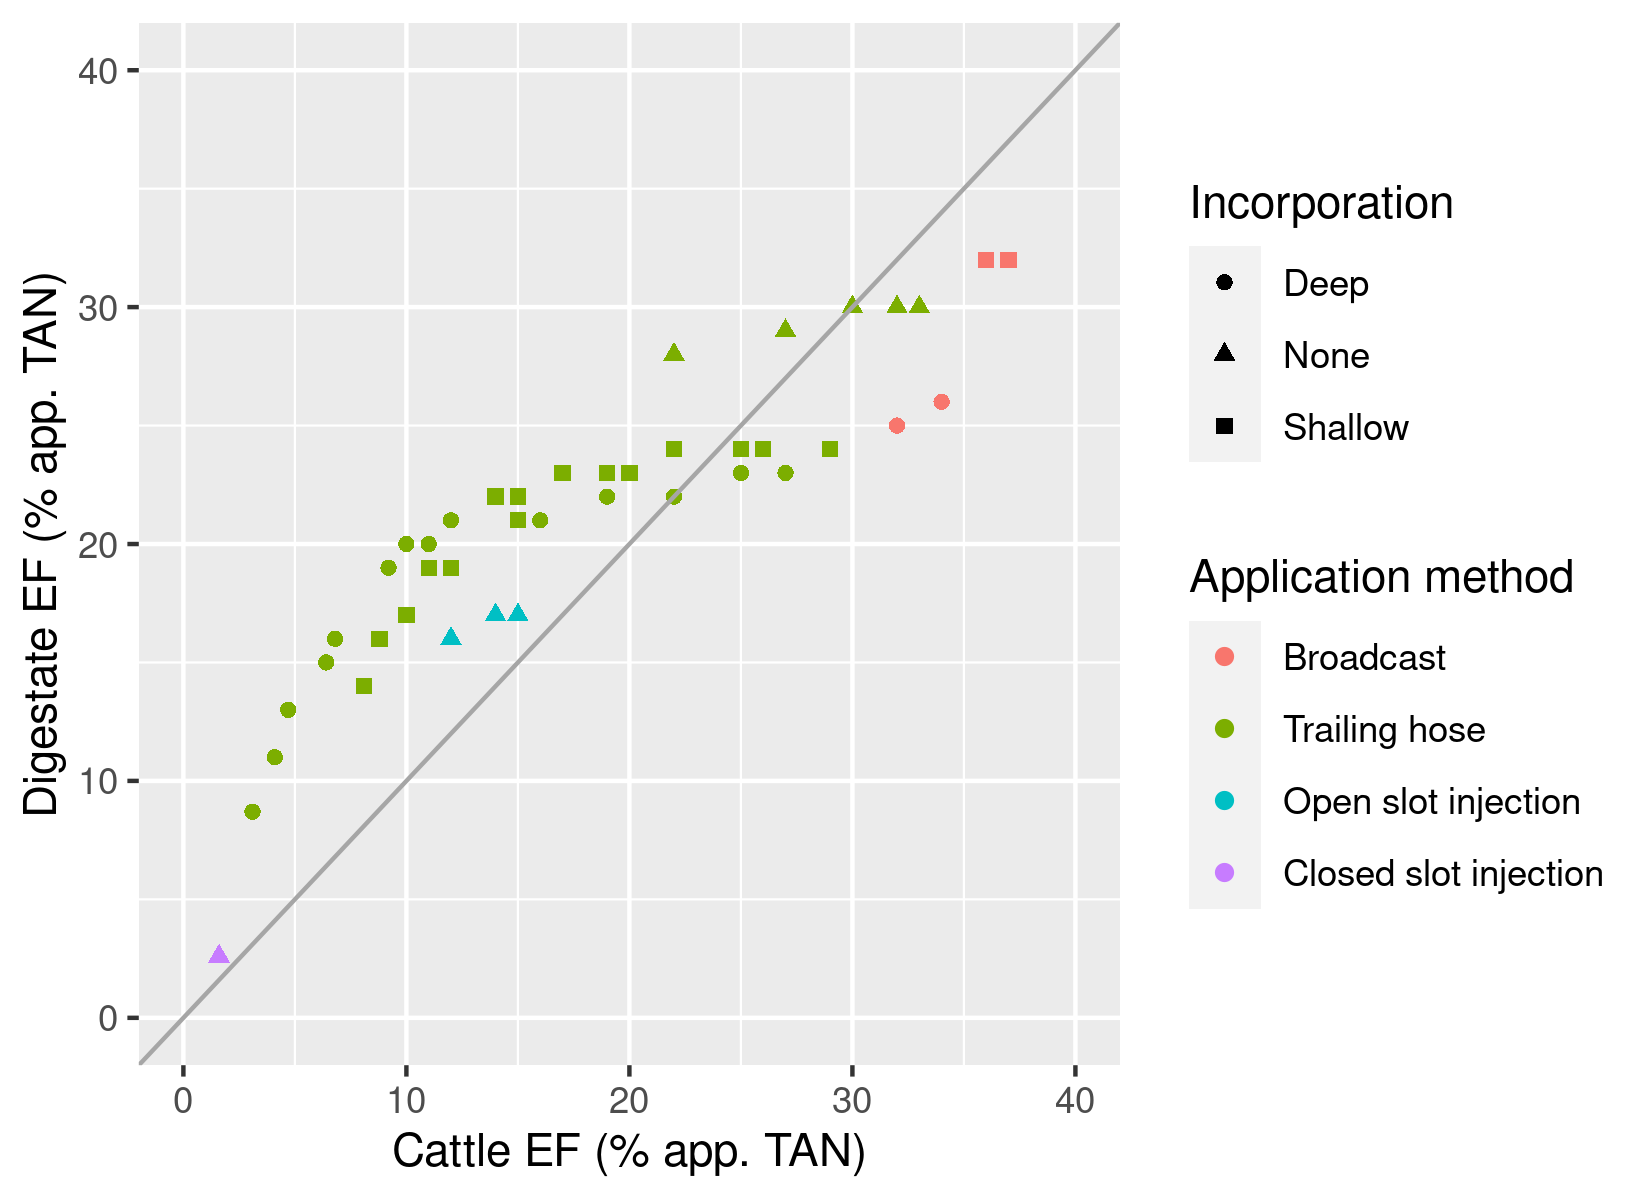 40
30
20
10
0
0 10 20 30 40
Cattle EF (% app. TAN)
Digestate EF (% app. TAN)
Incorporation
Deep
None
Shallow
Application method
Broadcast
Trailing hose
Open slot injection
Closed slot injection